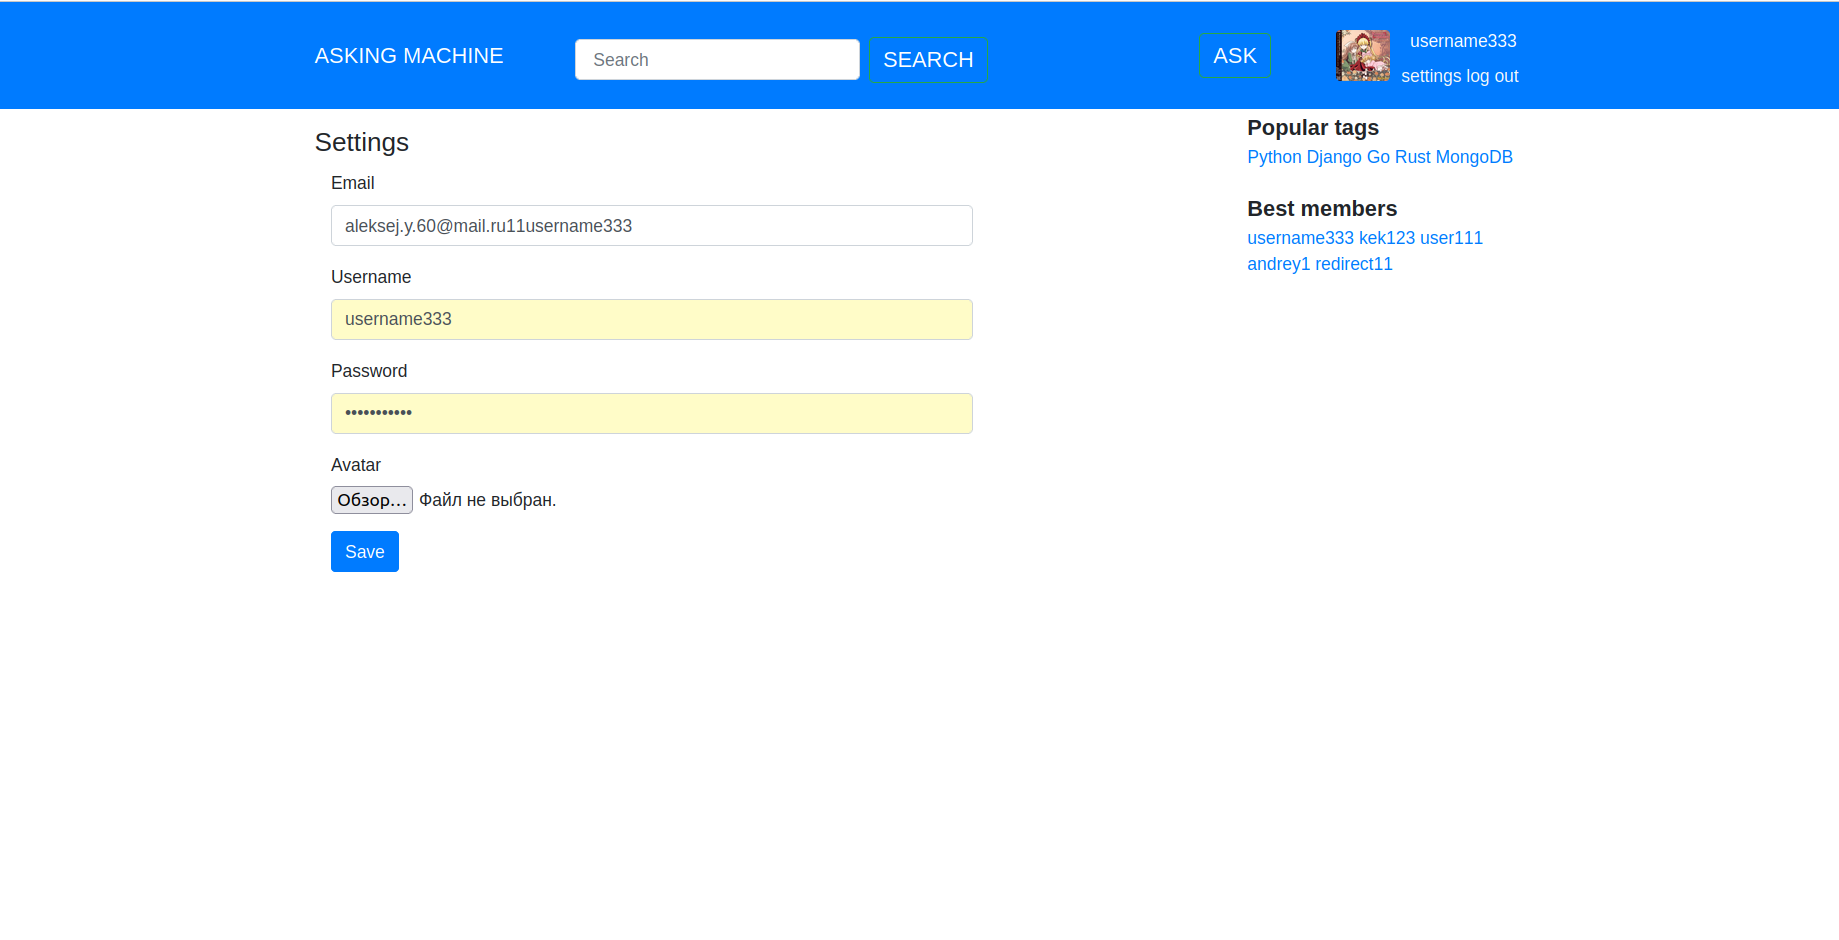 ASKING MACHINE
Search
SEARCH
ASK
username333
settings log out
Settings
Email
aleksej.y.60@mail.ru11username333
Username
username333
Password
•••••••••••
Avatar
Обзор... Файл не выбран.
Save
Popular tags
Python Django Go Rust MongoDB
Best members
username333 kek123 user111
andrey1 redirect11